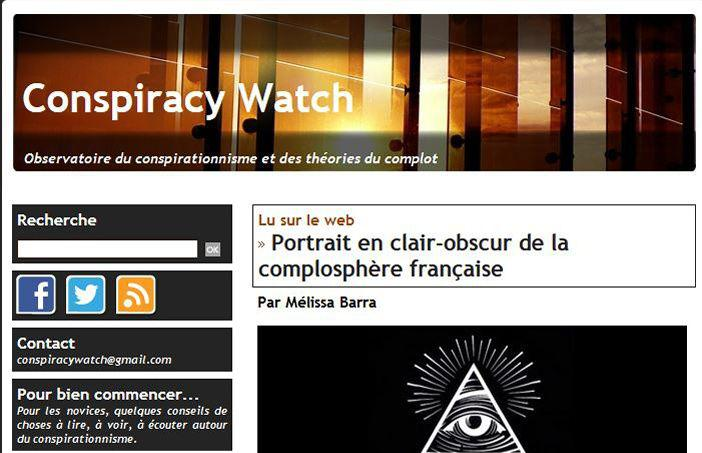 Conspiracy Watch
Observatoire du conspirationnisme et des théories du complot
Recherche
OK
Contact
conspiracywatch@gmail.com
Pour bien commencer...
Pour les novices, quelques conseils de
choses à lire, à voir, à écouter autour
du conspirationnisme.
Lu sur le web
» Portrait en clair-obscur de la
complosphère française
Par Mélissa Barra